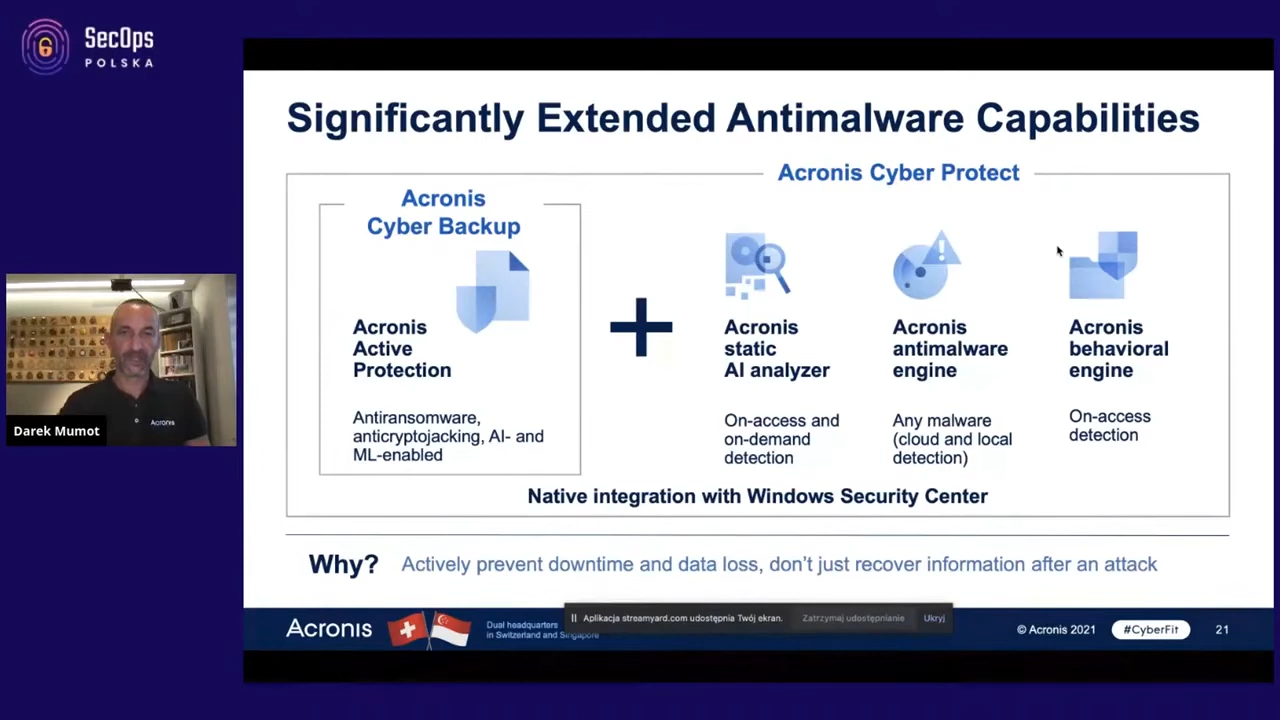 SecOps
POLSKA
Significantly Extended Antimalware Capabilities
Acronis Cyber Protect
Acronis
Cyber Backup
Acronis
Active
Protection
Antiransomware,
anticryptojacking, AI- and
ML-enabled
Acronis
static
AI analyzer
On-access and
on-demand
detection
Acronis
antimalware
engine
Any malware
(cloud and local
detection)
Acronis
behavioral
engine
On-access
detection
Native integration with Windows Security Center
Why? Actively prevent downtime and data loss, don’t just recover information after an attack
Acronis
Darek Mumot
Acronis
Dual headquarters
in Switzerland and Singapore
Aplikacja streamyard.com udostępnia Twój ekran.
Zatrzymaj udostępnianie
Ukryj
© Acronis 2021
#CyberFit
21